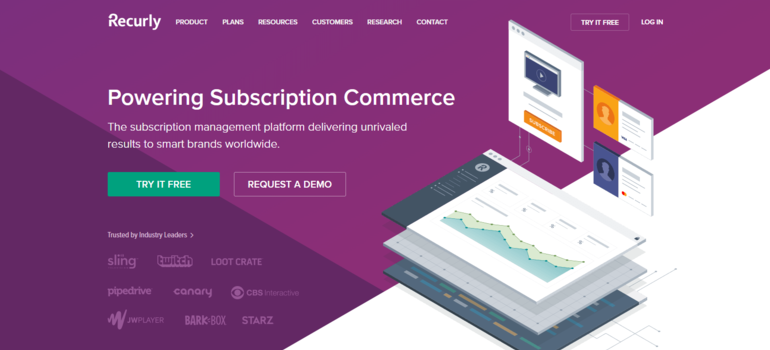 Recurly PRODUCT PLANS RESOURCES CUSTOMERS RESEARCH CONTACT TRY IT FREE LOG IN
Powering Subscription Commerce
The subscription management platform delivering unrivaled
results to smart brands worldwide.
TRY IT FREE REQUEST A DEMO
Trusted by Industry Leaders >
sling twitch LOOT CRATE
pipedrive canary CBS Interactive
JWPLAYER BARK BOX STARZ
SUBSCRIBE